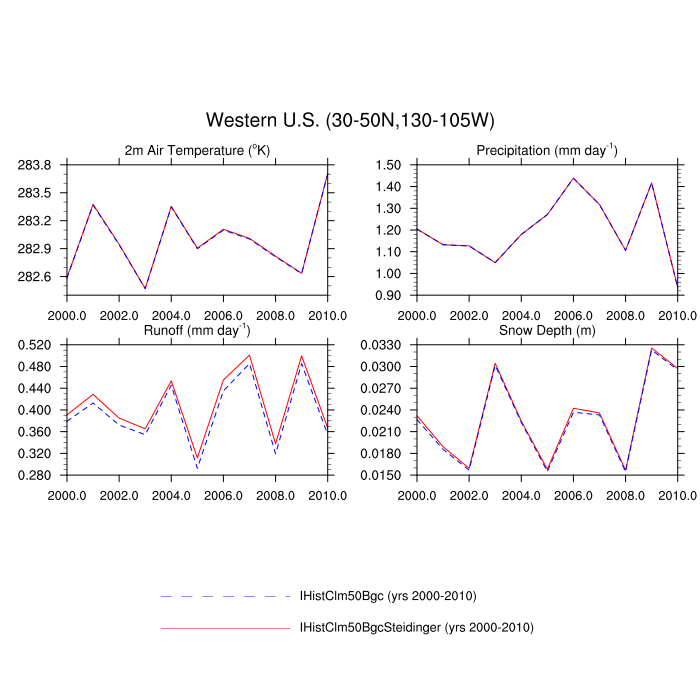 Western U.S. (30-50N,130-105W)
2m Air Temperature (°K)
283.8
283.5
283.2
282.9
282.6
2000.0 2002.0 2004.0 2006.0 2008.0 2010.0
Precipitation (mm day⁻¹)
1.50
1.40
1.30
1.20
1.10
1.00
0.90
2000.0 2002.0 2004.0 2006.0 2008.0 2010.0
Runoff (mm day⁻¹)
0.520
0.480
0.440
0.400
0.360
0.320
0.280
2000.0 2002.0 2004.0 2006.0 2008.0 2010.0
Snow Depth (m)
0.0330
0.0300
0.0270
0.0240
0.0210
0.0180
0.0150
2000.0 2002.0 2004.0 2006.0 2008.0 2010.0
IHistClm50Bgc (yrs 2000-2010)
IHistClm50BgcSteidinger (yrs 2000-2010)